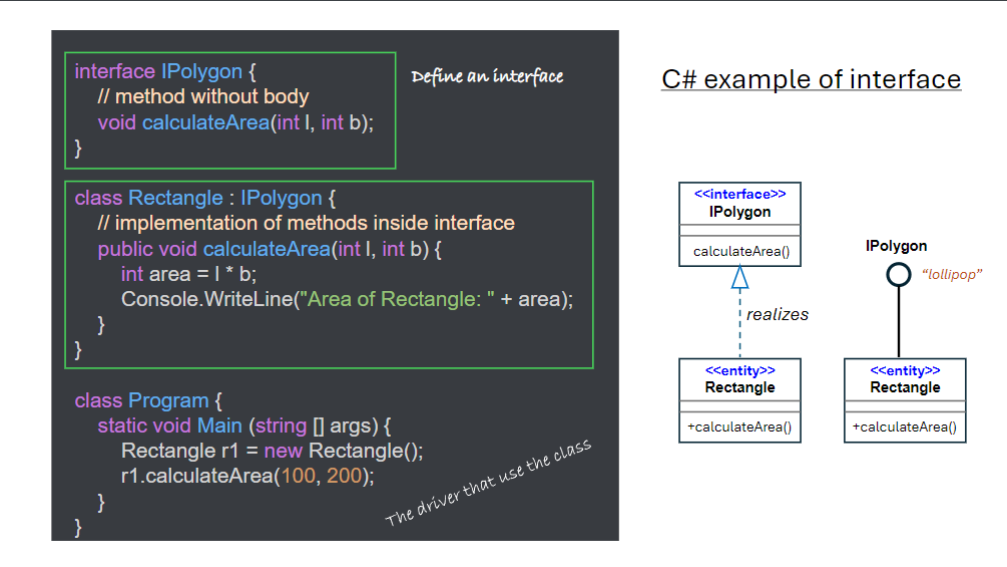 interface IPolygon {
// method without body
void calculateArea(int l, int b);
}
Define an interface
class Rectangle : IPolygon {
// implementation of methods inside interface
public void calculateArea(int l, int b) {
int area = l * b;
Console.WriteLine("Area of Rectangle: " + area);
}
}
class Program {
static void Main (string [] args) {
Rectangle r1 = new Rectangle();
r1.calculateArea(100, 200);
}
}
The driver that use the class
C# example of interface
<<interface>>
IPolygon
calculateArea()
realizes
<<entity>>
Rectangle
+calculateArea()
IPolygon
“lollipop”
<<entity>>
Rectangle
+calculateArea()